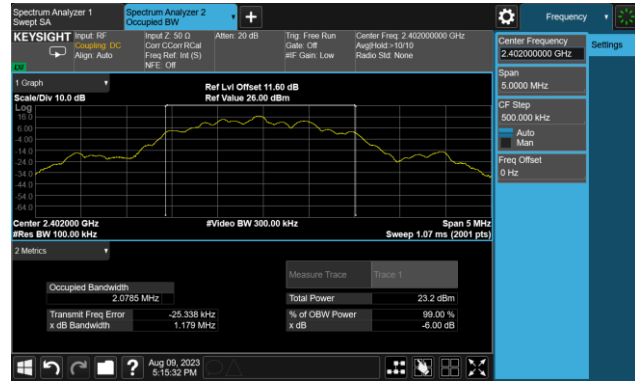 Spectrum Analyzer 1
Swept SA
Spectrum Analyzer 2
Occupied BW
Frequency
KEYSIGHT
Input: RF
Coupling: DC
Align: Auto
Input Z: 50 Ω
Corr CCorr RCal
Freq Ref: Int (S)
NFE: Off
Atten: 20 dB
Trig: Free Run
Gate: Off
#IF Gain: Low
Center Freq: 2.402000000 GHz
Avg|Hold:>10/10
Radio Std: None
Center Frequency
2.402000000 GHz
Settings
Span
5.0000 MHz
CF Step
500.000 kHz
Auto
Man
Freq Offset
0 Hz
1 Graph
Scale/Div 10.0 dB
Ref Lvl Offset 11.60 dB
Ref Value 26.00 dBm
Log
16.0
6.00
-4.00
-14.0
-24.0
-34.0
-44.0
-54.0
-64.0
Center 2.402000 GHz
#Res BW 100.00 kHz
#Video BW 300.00 kHz
Span 5 MHz
Sweep 1.07 ms (2001 pts)
2 Metrics
Measure Trace
Trace 1
Occupied Bandwidth
2.0785 MHz
Total Power
23.2 dBm
Transmit Freq Error
-25.338 kHz
% of OBW Power
99.00 %
x dB Bandwidth
1.179 MHz
x dB
-6.00 dB
Aug 09, 2023
5:15:32 PM